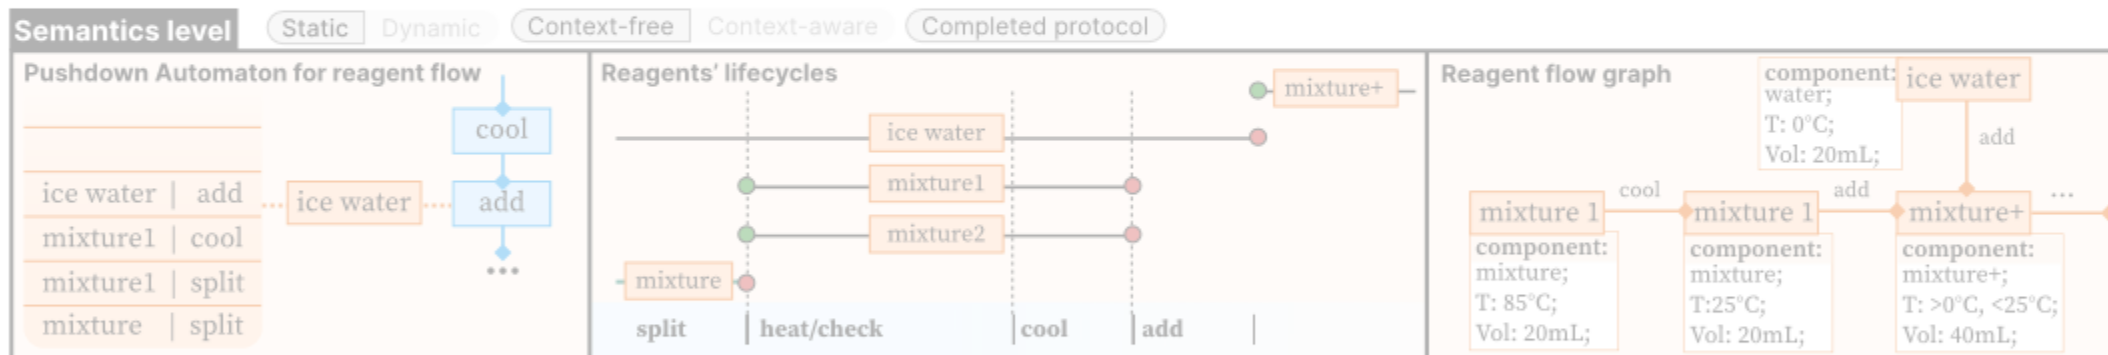 Semantics level
Static
Dynamic
Context-free
Context-aware
Completed protocol
Pushdown Automaton for reagent flow
ice water | add
mixture1 | cool
mixture1 | split
mixture | split
ice water
cool
add
...
Reagents' lifecycles
mixture+
ice water
mixture1
mixture2
mixture
split
heat/check
cool
add
Reagent flow graph
component:
water;
T: 0°C;
Vol: 20mL;
ice water
add
mixture 1
cool
mixture 1
add
mixture+
...
component:
mixture;
T: 85°C;
Vol: 20mL;
component:
mixture;
T:25°C;
Vol: 20mL;
component:
mixture+;
T: >0°C, <25°C;
Vol: 40mL;